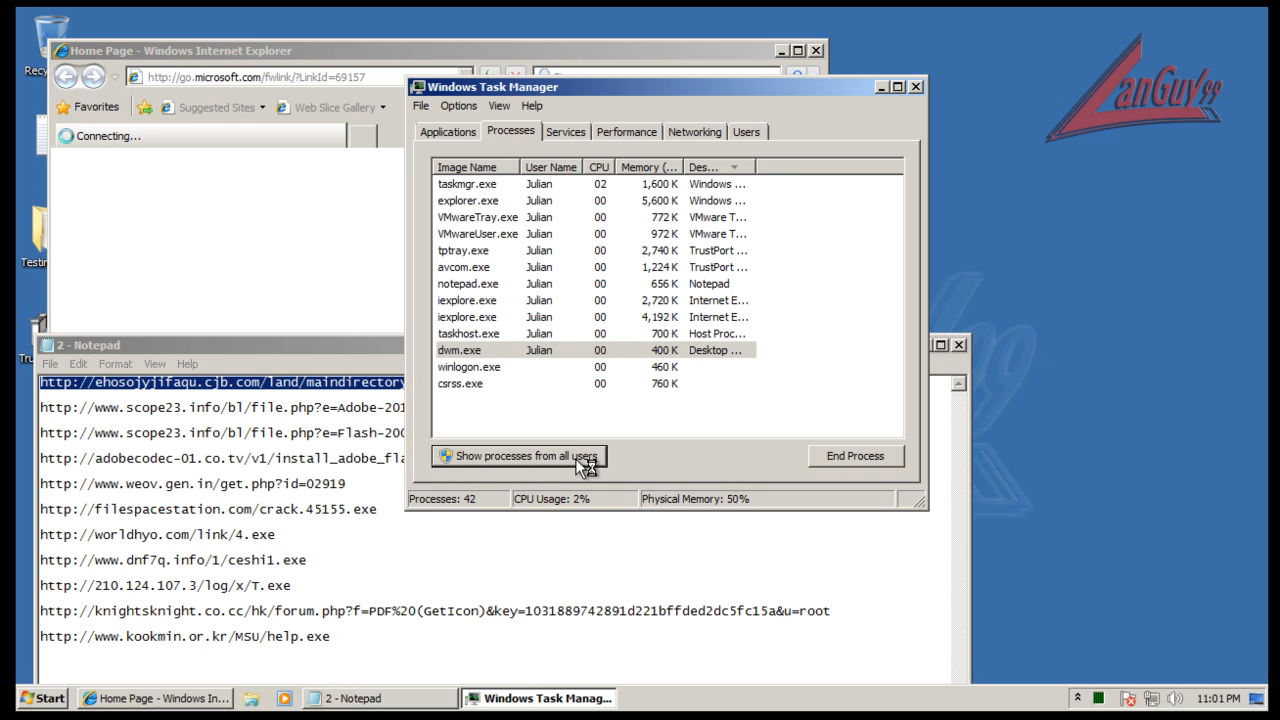 Home Page - Windows Internet Explorer
http://go.microsoft.com/fwlink/?LinkId=69157
Favorites
Suggested Sites
Web Slice Gallery
Connecting...
Windows Task Manager
File Options View Help
Applications Processes Services Performance Networking Users
Image Name User Name CPU Memory (... Des...
taskmgr.exe Julian 02 1,600 K Windows ...
explorer.exe Julian 00 5,600 K Windows ...
VMwareTray.exe Julian 00 772 K VMware T...
VMwareUser.exe Julian 00 972 K VMware T...
tptray.exe Julian 00 2,740 K TrustPort ...
avcom.exe Julian 00 1,224 K TrustPort ...
notepad.exe Julian 00 656 K Notepad
iexplore.exe Julian 00 2,720 K Internet E...
iexplore.exe Julian 00 4,192 K Internet E...
taskhost.exe Julian 00 700 K Host Proc...
dwm.exe Julian 00 400 K Desktop ...
winlogon.exe 00 460 K
csrss.exe 00 760 K
Show processes from all users
End Process
Processes: 42 CPU Usage: 2% Physical Memory: 50%
2 - Notepad
File Edit Format View Help
http://ehosojyjifaqu.cjb.com/land/maindirectory
http://www.scope23.info/bl/file.php?e=Adobe-201
http://www.scope23.info/bl/file.php?e=Flash-200
http://adobecodec-01.co.tv/v1/install_adobe_fla
http://www.weov.gen.in/get.php?id=02919
http://filespacestation.com/crack.45155.exe
http://worldhyo.com/link/4.exe
http://www.dnf7q.info/1/ceshi1.exe
http://210.124.107.3/log/x/T.exe
http://knightsknight.co.cc/hk/forum.php?f=PDF%20(GetIcon)&key=1031889742891d221bffded2dc5fc15a&u=root
http://www.kookmin.or.kr/MSU/help.exe
LanGuy99
Recy
Testin
Tru
Start
Home Page - Windows In...
2 - Notepad
Windows Task Manag...
11:01 PM